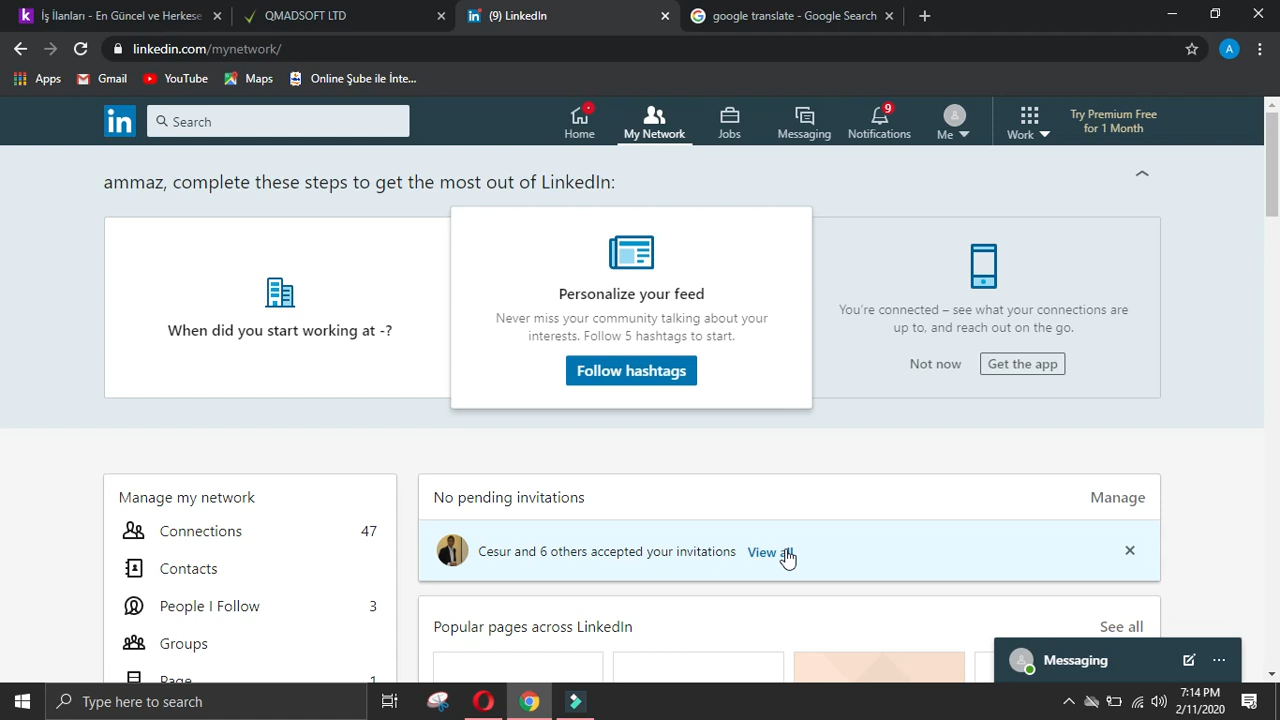 İş İlanları - En Güncel ve Herkese
QMADSOFT LTD
(9) LinkedIn
google translate - Google Search
linkedin.com/mynetwork/
A
Apps
Gmail
YouTube
Maps
Online Şube ile İnte...
in
Search
Home
My Network
Jobs
Messaging
9
Notifications
Me
Work
Try Premium Free
for 1 Month
ammaz, complete these steps to get the most out of LinkedIn:
When did you start working at -?
Personalize your feed
Never miss your community talking about your
interests. Follow 5 hashtags to start.
Follow hashtags
You're connected – see what your connections are
up to, and reach out on the go.
Not now
Get the app
Manage my network
Connections 47
Contacts
People I Follow 3
Groups
Page 1
No pending invitations
Manage
Cesur and 6 others accepted your invitations
View all
Popular pages across LinkedIn
See all
Messaging
Type here to search
7:14 PM
2/11/2020